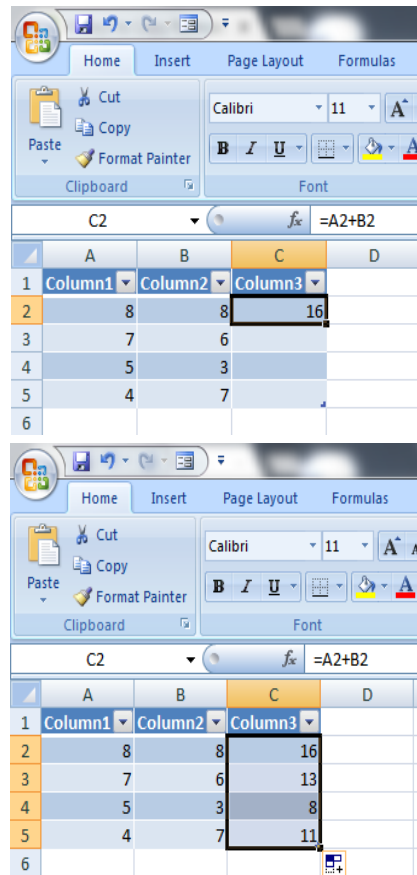 Home Insert Page Layout Formulas
Cut
Copy
Format Painter
Paste
Calibri 11 A
B I U A
Clipboard Font
C2 fx =A2+B2
A B C D
1 Column1 Column2 Column3
2 8 8 16
3 7 6
4 5 3
5 4 7
6
Home Insert Page Layout Formulas
Cut
Copy
Format Painter
Paste
Calibri 11 A
B I U A
Clipboard Font
C2 fx =A2+B2
A B C D
1 Column1 Column2 Column3
2 8 8 16
3 7 6 13
4 5 3 8
5 4 7 11
6